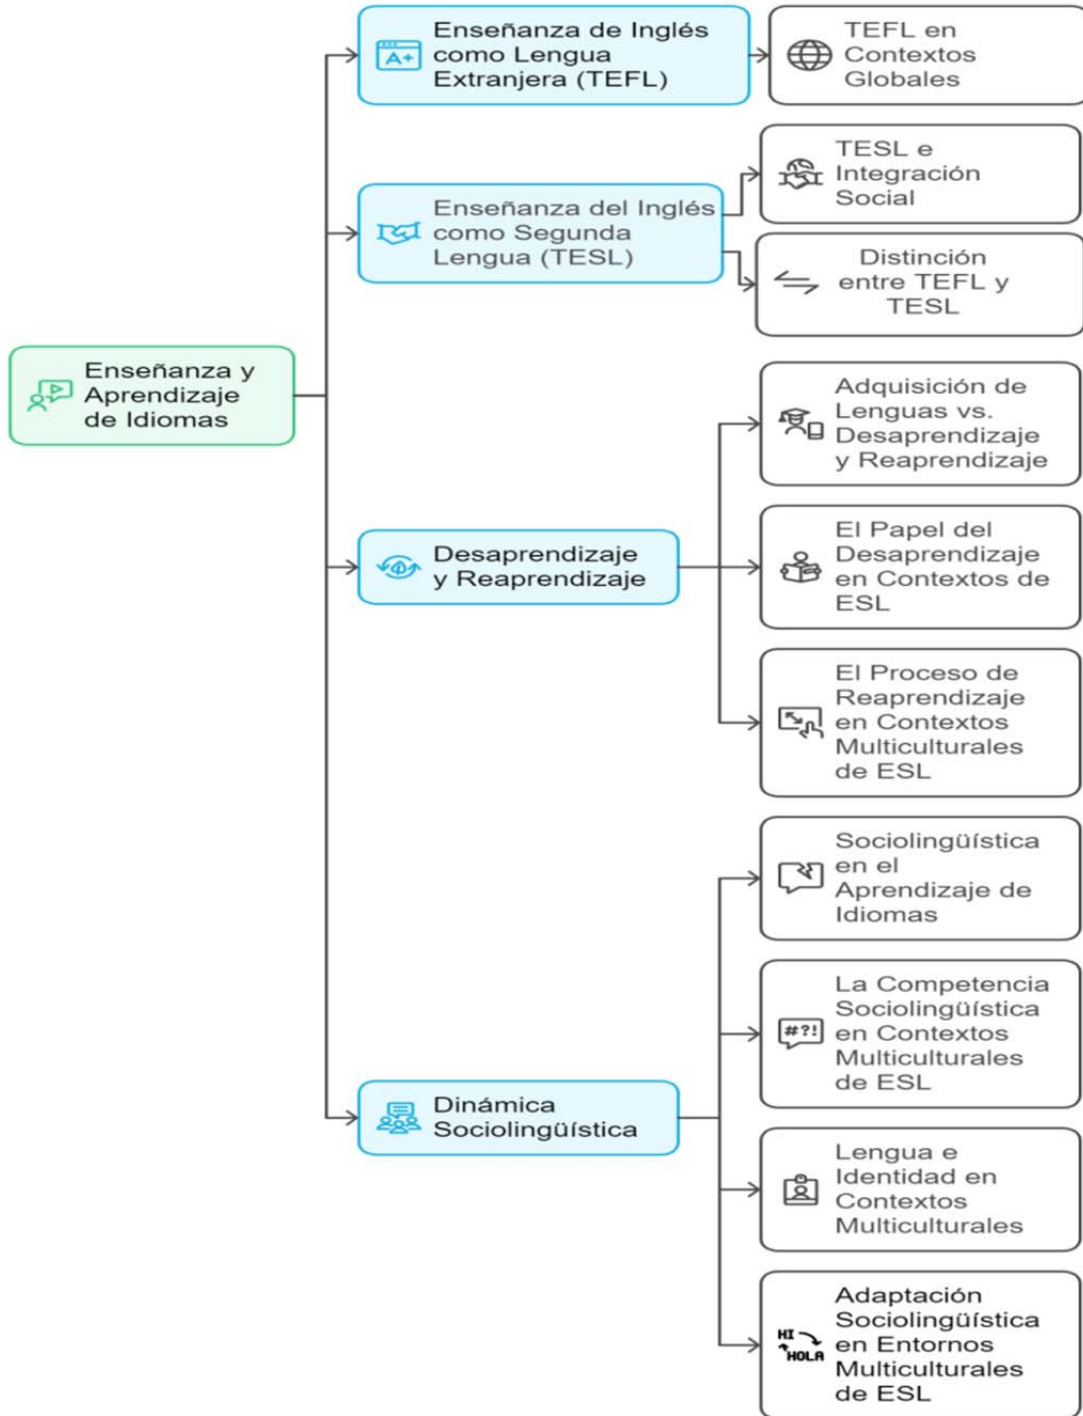 Enseñanza de Inglés
como Lengua
Extranjera (TEFL)
TEFL en
Contextos
Globales
A+
TESL e
Integración
Social
Enseñanza del Inglés
como Segunda
Lengua (TESL)
Distinción
entre TEFL y
TESL
Enseñanza y
Aprendizaje
de Idiomas
Adquisición de
Lenguas vs.
Desaprendizaje
y Reaprendizaje
El Papel del
Desaprendizaje
en Contextos de
ESL
Desaprendizaje
y Reaprendizaje
El Proceso de
Reaprendizaje
en Contextos
Multiculturales
de ESL
Sociolingüística
en el
Aprendizaje de
Idiomas
La Competencia
Sociolingüística
en Contextos
Multiculturales
de ESL
#?!
Dinámica
Sociolingüística
Lengua e
Identidad en
Contextos
Multiculturales
Adaptación
Sociolingüística
en Entornos
Multiculturales
de ESL
HI
HOLA